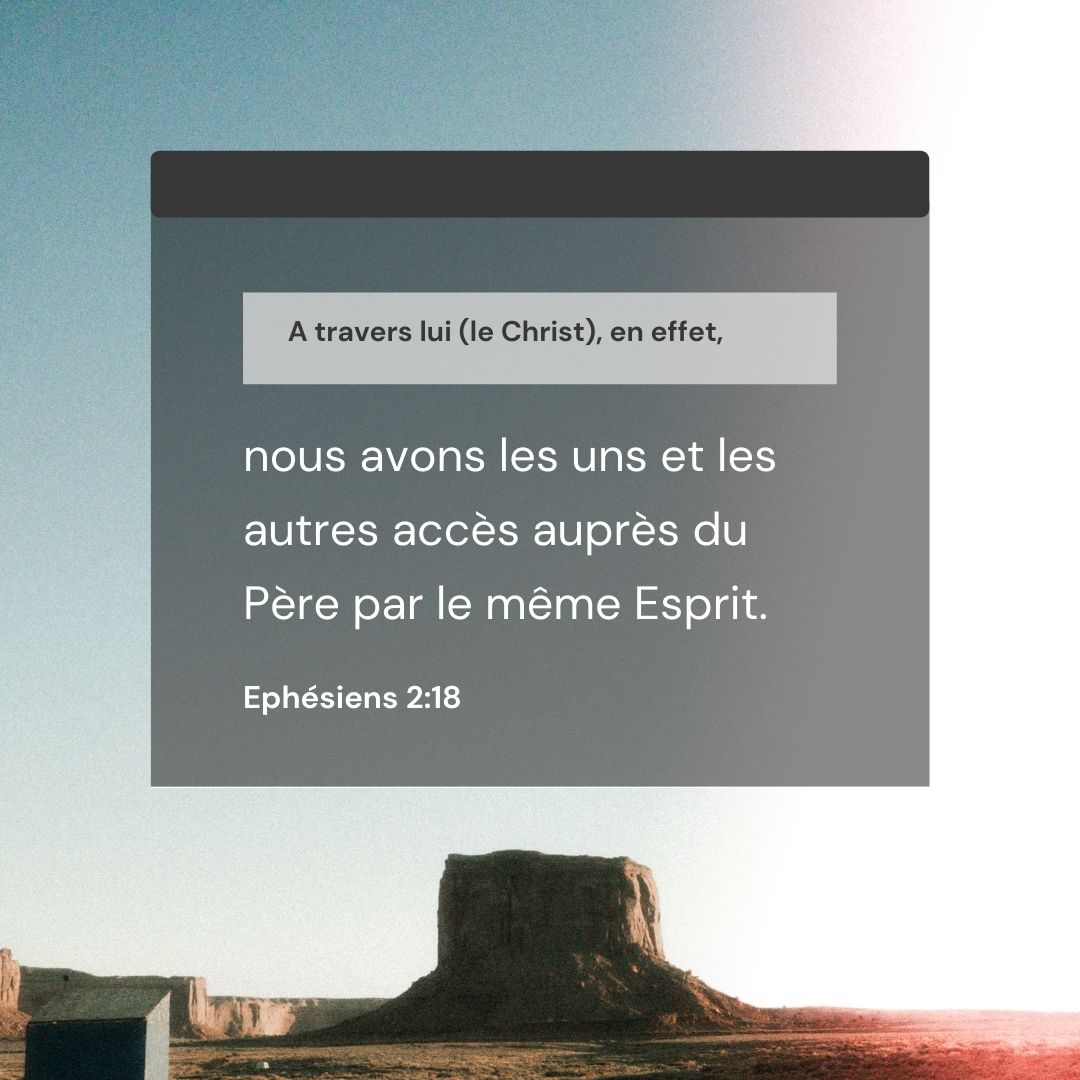 A travers lui (le Christ), en effet,
nous avons les uns et les
autres accès auprès du
Père par le même Esprit.
Ephésiens 2:18